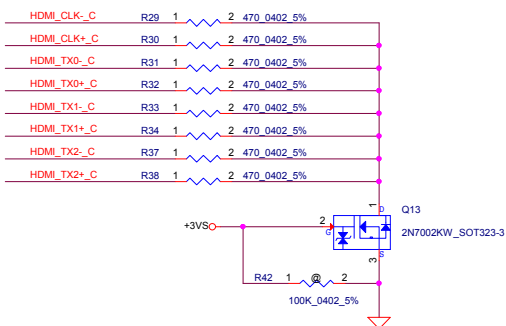 HDMI_CLK-_C R29 1 2 470_0402_5%
HDMI_CLK+_C R30 1 2 470_0402_5%
HDMI_TX0-_C R31 1 2 470_0402_5%
HDMI_TX0+_C R32 1 2 470_0402_5%
HDMI_TX1-_C R33 1 2 470_0402_5%
HDMI_TX1+_C R34 1 2 470_0402_5%
HDMI_TX2-_C R37 1 2 470_0402_5%
HDMI_TX2+_C R38 1 2 470_0402_5%
1 D Q13
+3VS 2 G 2N7002KW_SOT323-3
3 S
R42 1 @ 2
100K_0402_5%